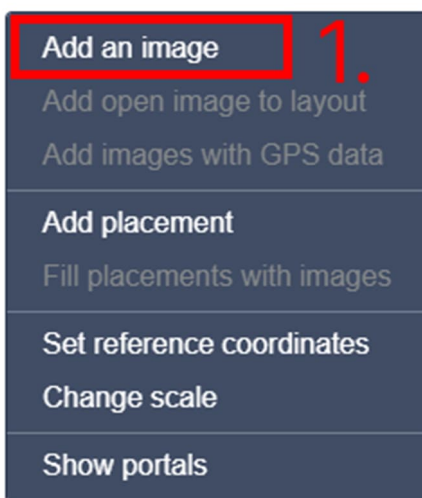 Add an image 1.
Add open image to layout
Add images with GPS data
Add placement
Fill placements with images
Set reference coordinates
Change scale
Show portals